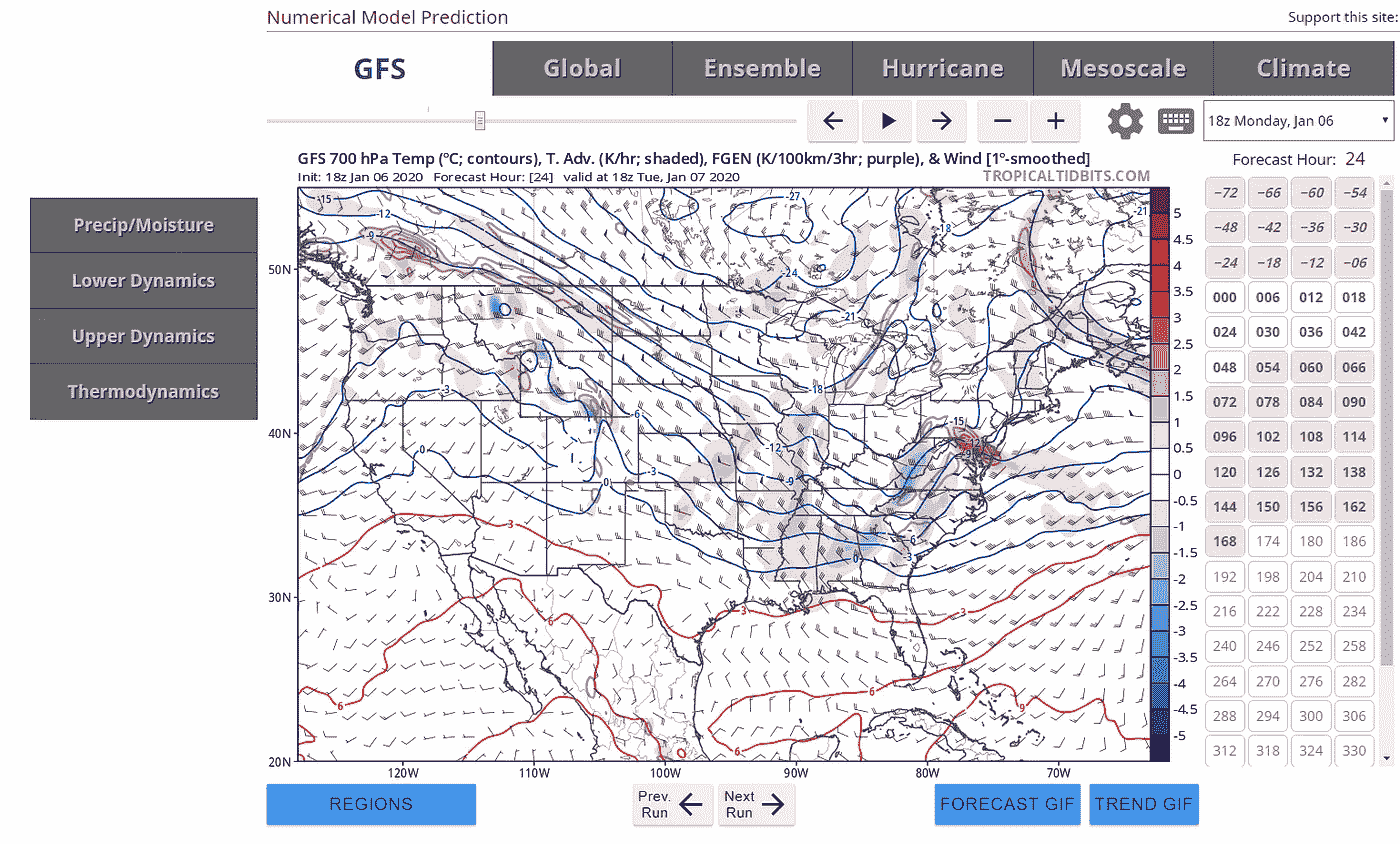 Numerical Model Prediction
Support this site:
GFS Global Ensemble Hurricane Mesoscale Climate
18z Monday, Jan 06
GFS 700 hPa Temp (°C; contours), T. Adv. (K/hr; shaded), FGEN (K/100km/3hr; purple), & Wind [1°-smoothed]
Init: 18z Jan 06 2020 Forecast Hour: [24] valid at 18z Tue, Jan 07 2020
TROPICALTIDBITS.COM
Forecast Hour: 24
Precip/Moisture
Lower Dynamics
Upper Dynamics
Thermodynamics
50N
40N
30N
20N
120W 110W 100W 90W 80W 70W
-15
-12
-9
-27
-24
-21
-18
-21
-18
-15
-12
-9
-3
-6
0
-3
0
-12
-9
-6
-3
0
3
3
3
6
6
6
6
9
5
4.5
4
3.5
3
2.5
2
1.5
1
0.5
0
-0.5
-1
-1.5
-2
-2.5
-3
-3.5
-4
-4.5
-5
−72 −66 −60 −54
−48 −42 −36 −30
−24 −18 −12 −06
000 006 012 018
024 030 036 042
048 054 060 066
072 078 084 090
096 102 108 114
120 126 132 138
144 150 156 162
168 174 180 186
192 198 204 210
216 222 228 234
240 246 252 258
264 270 276 282
288 294 300 306
312 318 324 330
REGIONS
Prev. Run
Next Run
FORECAST GIF
TREND GIF